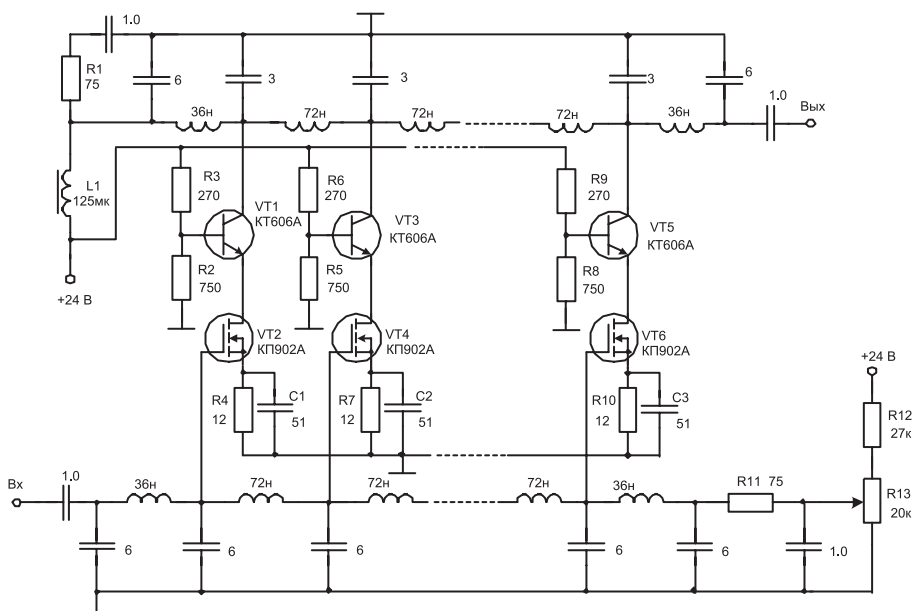 1.0
R1
75
6
3
3
3
6
1.0
Вых
36н
72н
72н
72н
36н
L1
125мк
+24 В
R3
270
R6
270
R9
270
VT1
КТ606А
VT3
КТ606А
VT5
КТ606А
R2
750
R5
750
R8
750
VT2
КП902А
VT4
КП902А
VT6
КП902А
+24 В
R4
12
C1
51
R7
12
C2
51
R10
12
C3
51
R12
27к
Вх
1.0
36н
72н
72н
72н
36н
R11 75
R13
20к
6
6
6
6
6
1.0